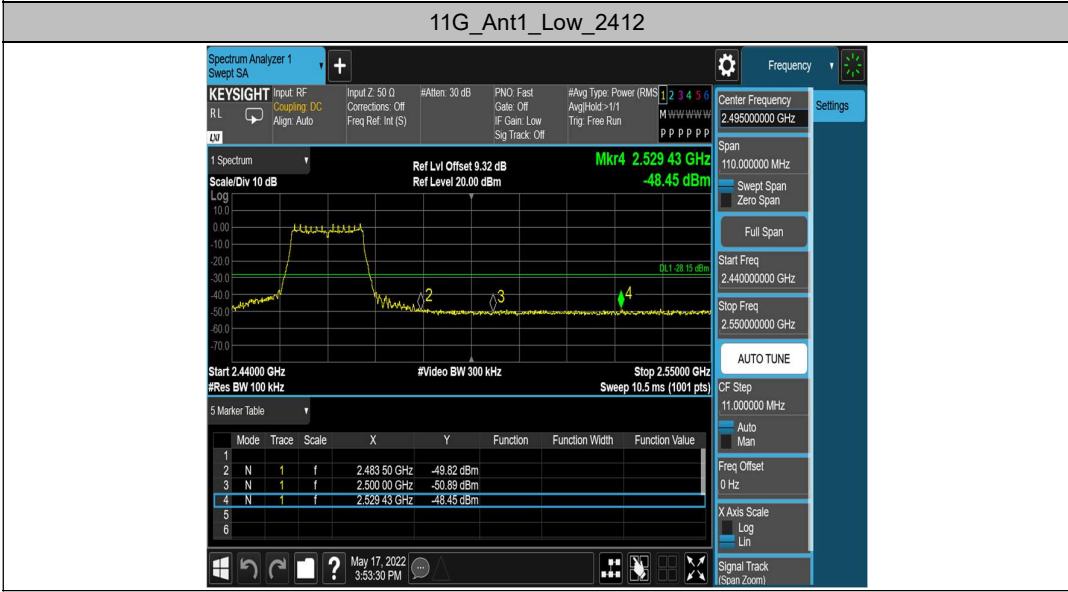 11G_Ant1_Low_2412
Spectrum Analyzer 1
Swept SA
+
Frequency
KEYSIGHT
RL
LXI
Input: RF
Coupling: DC
Align: Auto
Input Z: 50 Ω
Corrections: Off
Freq Ref: Int (S)
#Atten: 30 dB
PNO: Fast
Gate: Off
IF Gain: Low
Sig Track: Off
#Avg Type: Power (RMS
Avg|Hold:>1/1
Trig: Free Run
1 2 3 4 5 6
M W W W W W
P P P P P P
Settings
Center Frequency
2.495000000 GHz
Span
110.000000 MHz
Swept Span
Zero Span
Full Span
Start Freq
2.440000000 GHz
Stop Freq
2.550000000 GHz
AUTO TUNE
CF Step
11.000000 MHz
Auto
Man
Freq Offset
0 Hz
X Axis Scale
Log
Lin
Signal Track
(Span Zoom)
1 Spectrum
Scale/Div 10 dB
Ref Lvl Offset 9.32 dB
Ref Level 20.00 dBm
Mkr4 2.529 43 GHz
-48.45 dBm
Log
10.0
0.00
-10.0
-20.0
-30.0
-40.0
-50.0
-60.0
-70.0
DL1 -28.15 dBm
2
3
4
Start 2.44000 GHz
#Res BW 100 kHz
#Video BW 300 kHz
Stop 2.55000 GHz
Sweep 10.5 ms (1001 pts)
5 Marker Table
Mode Trace Scale X Y Function Function Width Function Value
1
2 N 1 f 2.483 50 GHz -49.82 dBm
3 N 1 f 2.500 00 GHz -50.89 dBm
4 N 1 f 2.529 43 GHz -48.45 dBm
5
6
?
May 17, 2022
3:53:30 PM